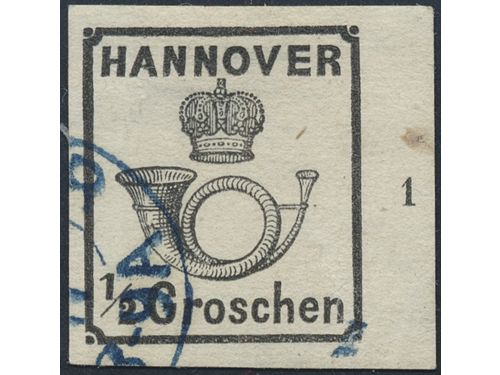 HANNOVER
1
1/2 Groschen